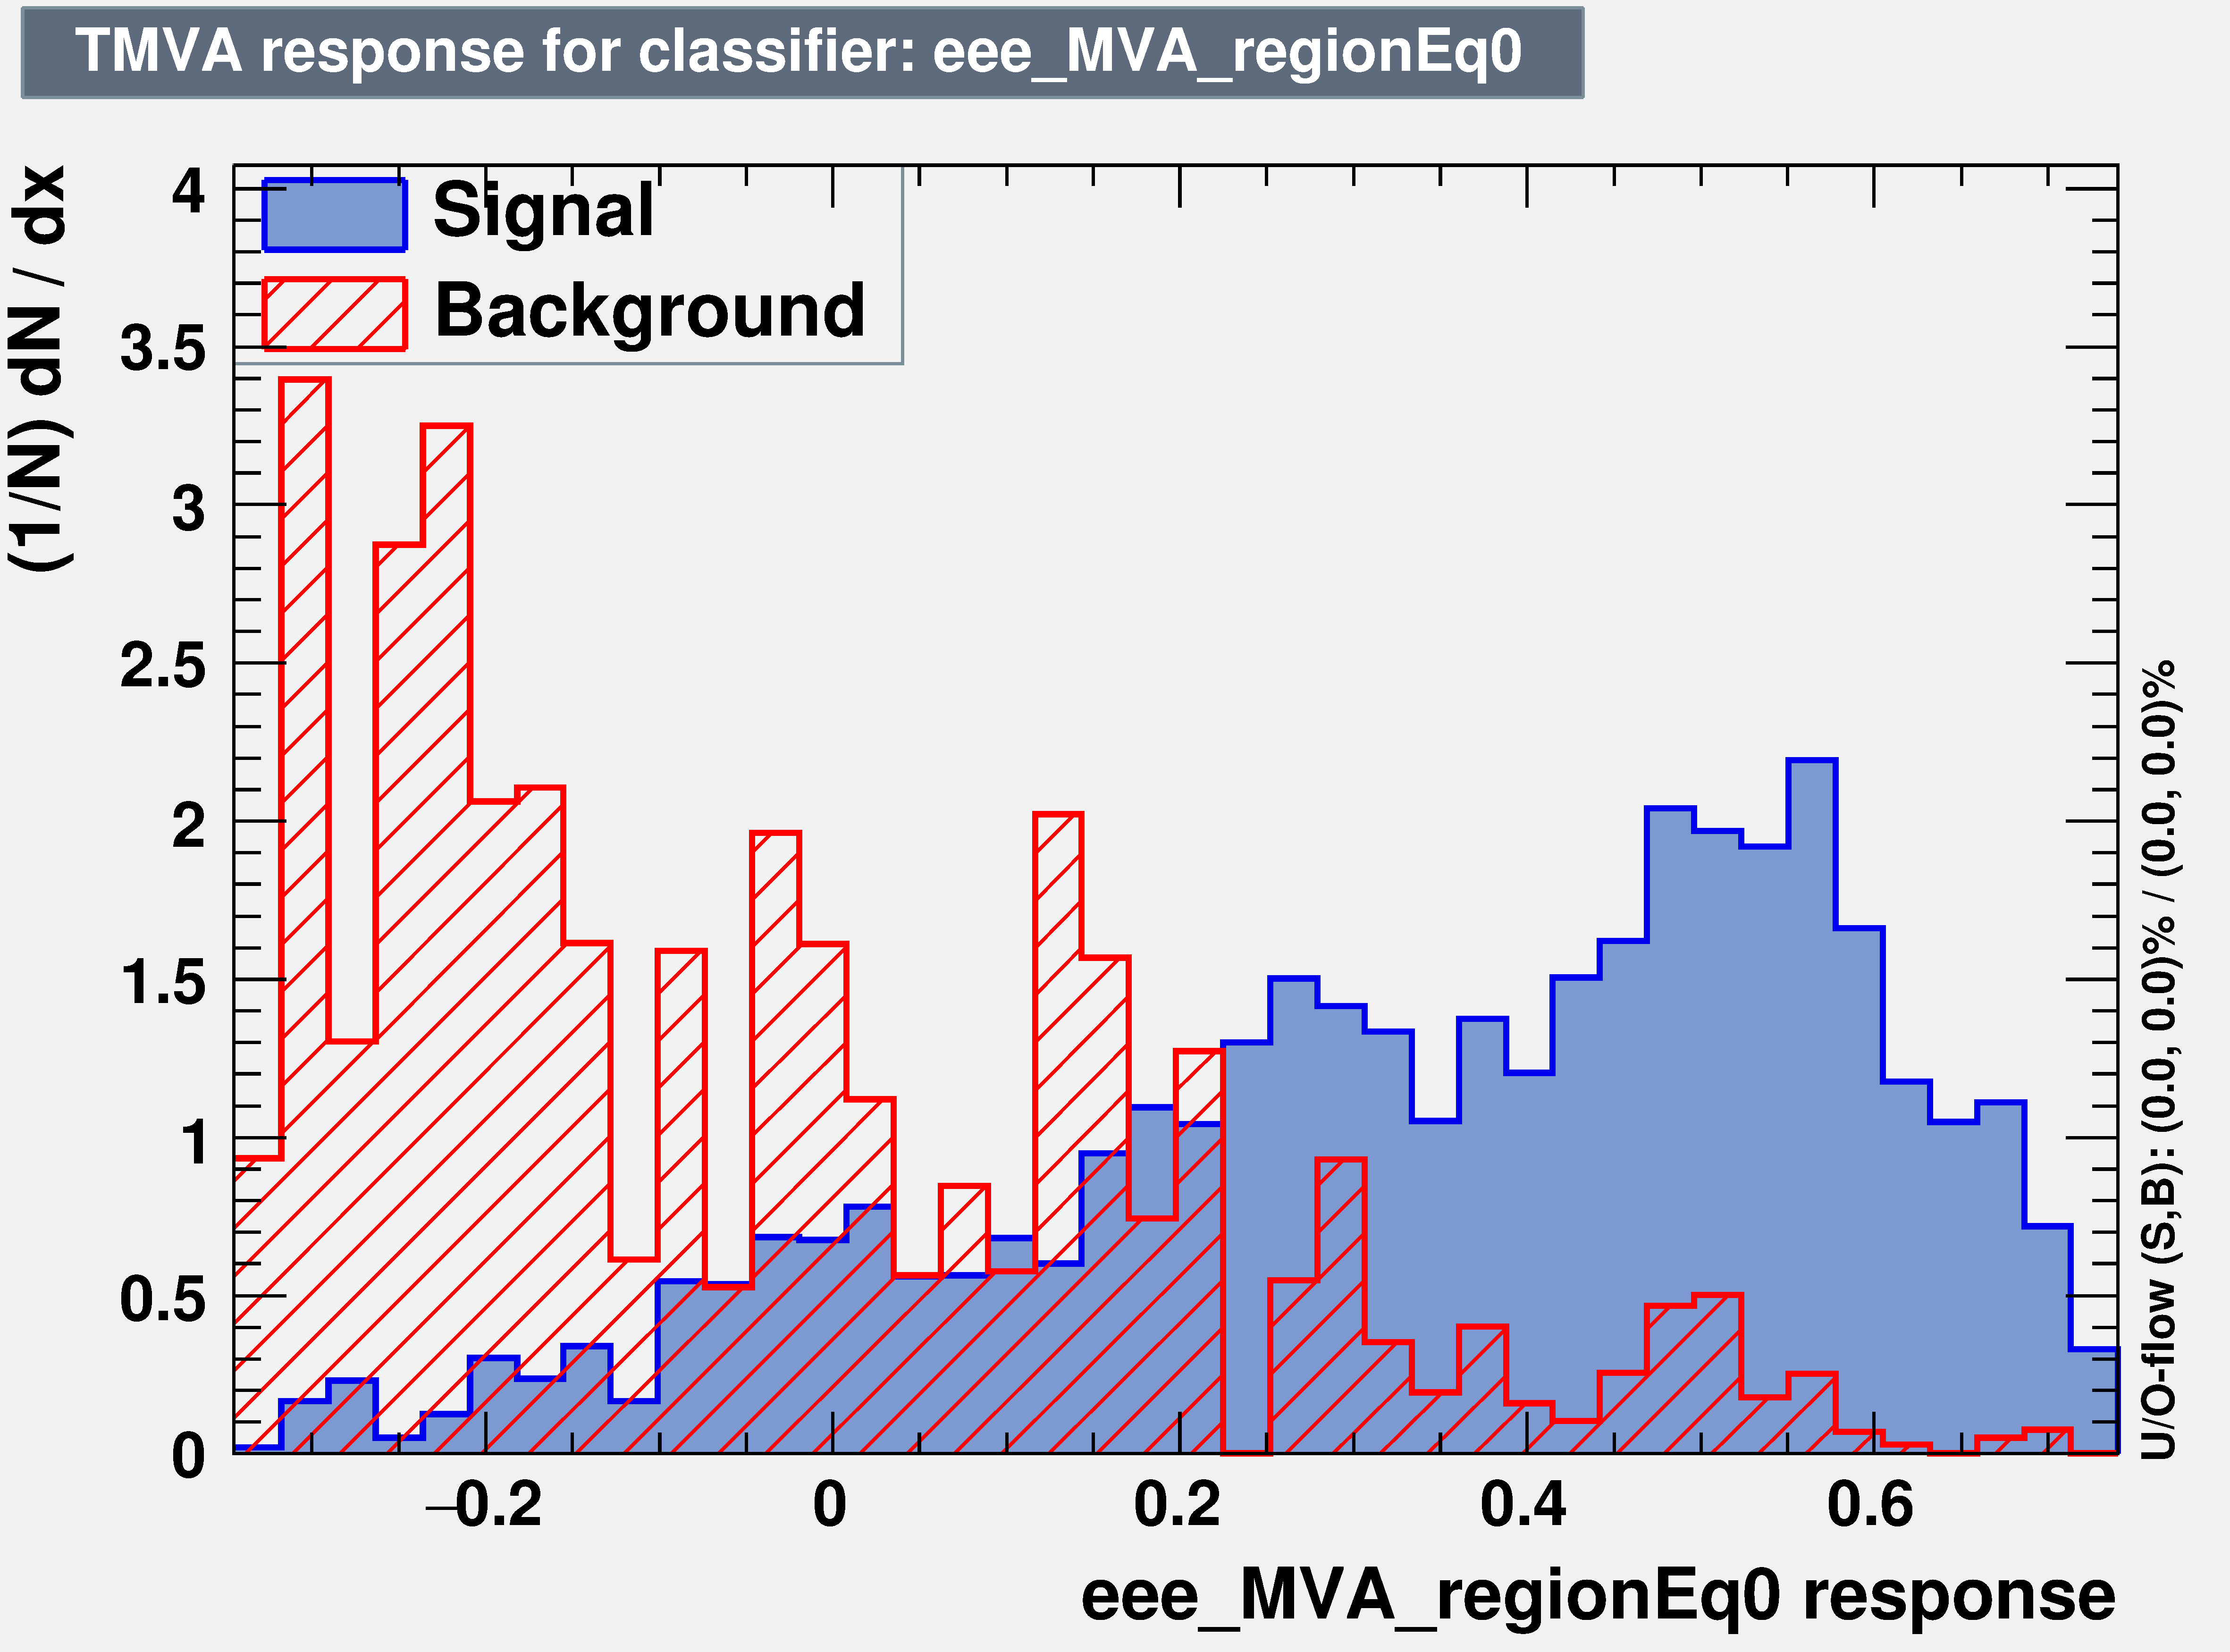 TMVA response for classifier: eee_MVA_regionEq0
(1/N) dN / dx
Signal
Background
4
3.5
3
2.5
2
1.5
1
0.5
0
−0.2
0
0.2
0.4
0.6
eee_MVA_regionEq0 response
U/O-flow (S,B): (0.0, 0.0)% / (0.0, 0.0)%